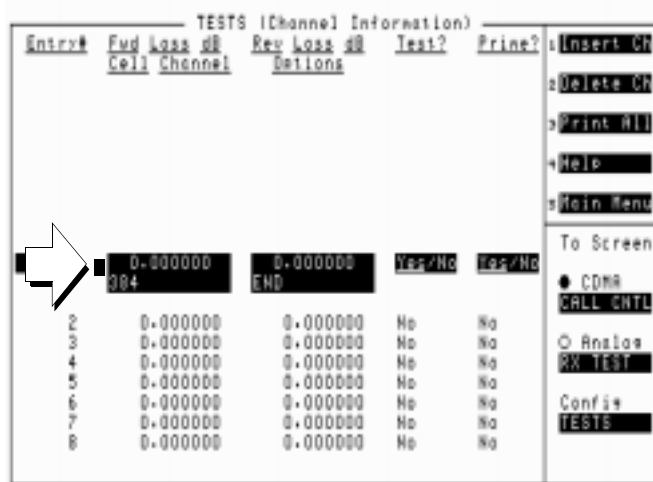 TESTS (Channel Information)
Entry# Fwd Loss dB Rev Loss dB Test? Prime?
Cell Channel Options
1 Insert Ch
2 Delete Ch
3 Print All
4 Help
5 Main Menu
To Screen
0.000000 0.000000 Yes/No Yes/No
384 END
CDMA
CALL CNTL
2 0.000000 0.000000 No No
3 0.000000 0.000000 No No
Analog
4 0.000000 0.000000 No No
RX TEST
5 0.000000 0.000000 No No
6 0.000000 0.000000 No No
Config
7 0.000000 0.000000 No No
TESTS
8 0.000000 0.000000 No No